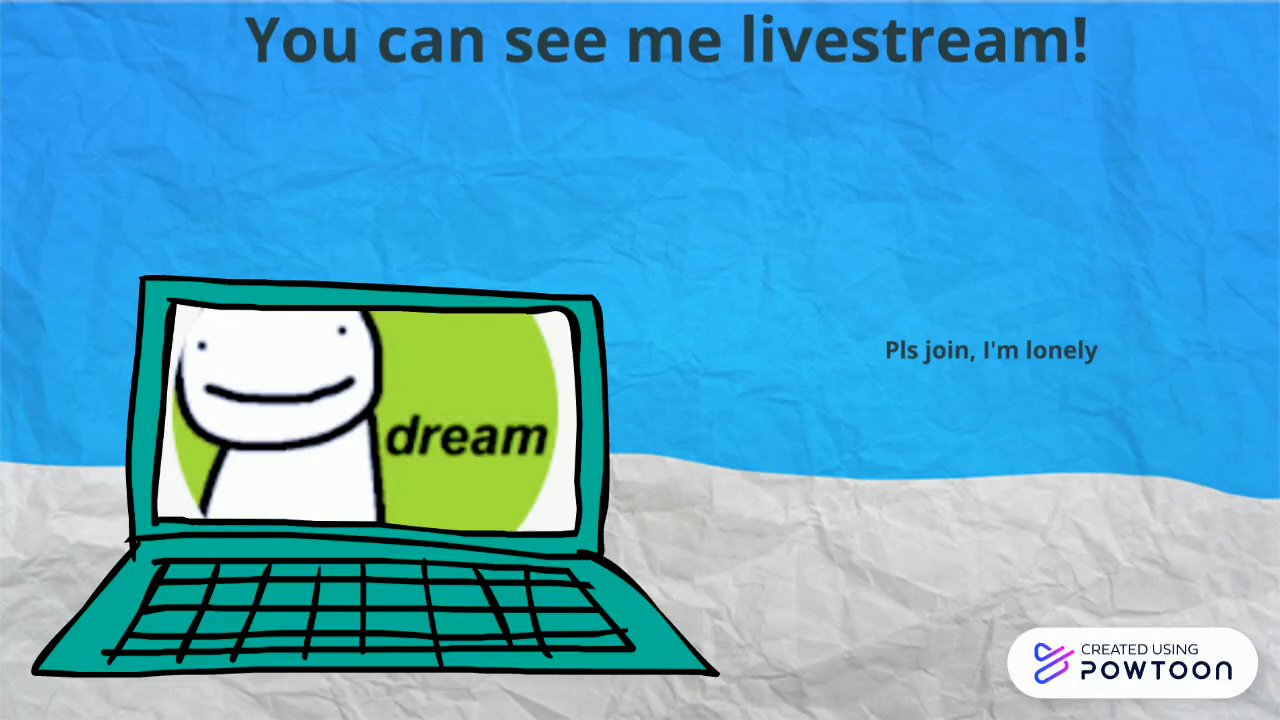 You can see me livestream!
Pls join, I'm lonely
dream
CREATED USING
POWTOON